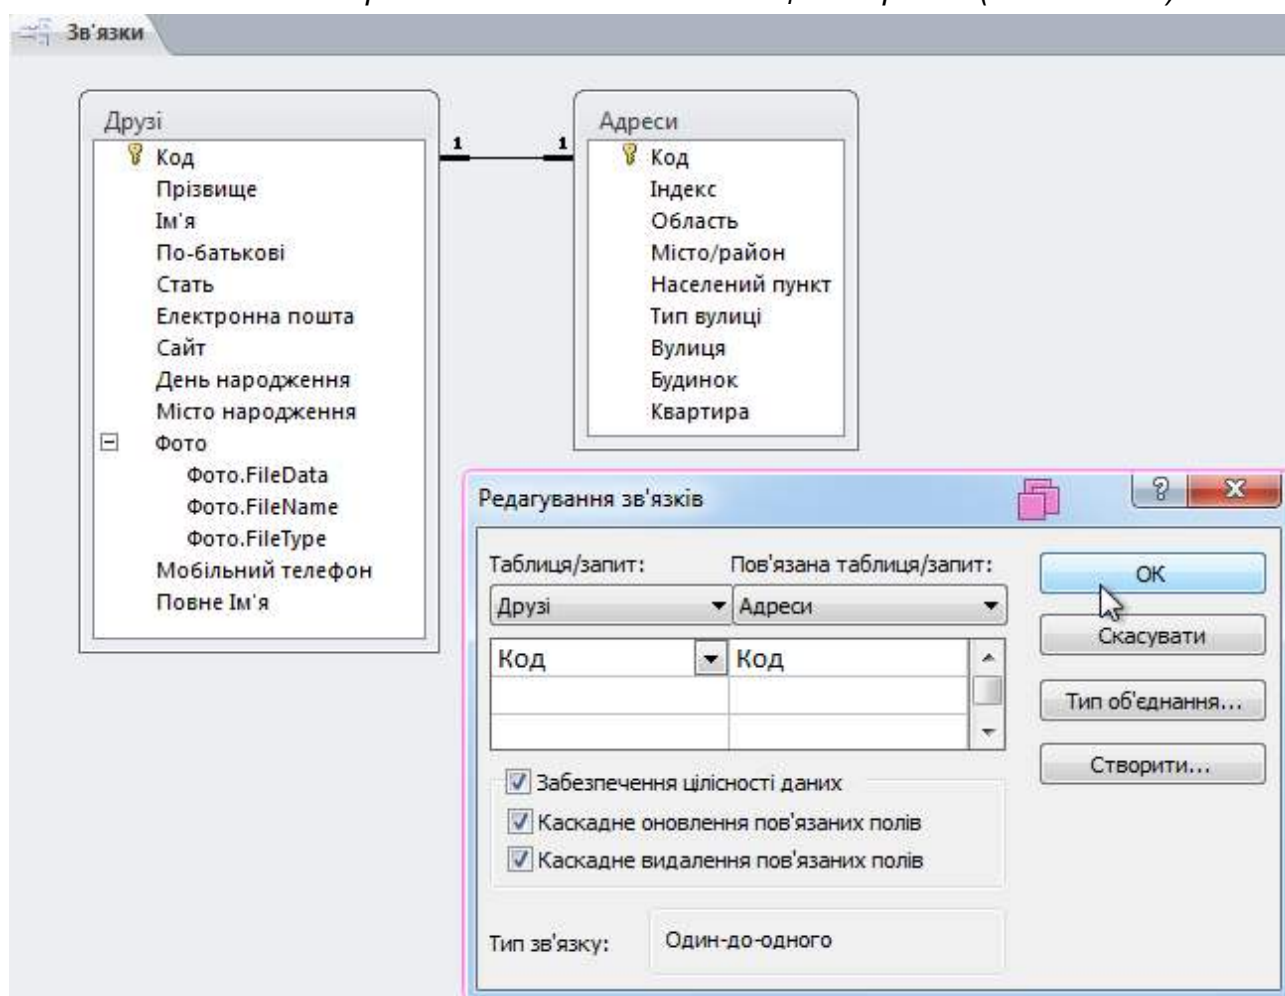 Зв'язки
Друзі
Код
Прізвище
Ім'я
По-батькові
Стать
Електронна пошта
Сайт
День народження
Місто народження
Фото
Фото.FileData
Фото.FileName
Фото.FileType
Мобільний телефон
Повне Ім'я
1 1
Адреси
Код
Індекс
Область
Місто/район
Населений пункт
Тип вулиці
Вулиця
Будинок
Квартира
Редагування зв'язків
Таблиця/запит: Пов'язана таблиця/запит:
Друзі Адреси
Код Код
Забезпечення цілісності даних
Каскадне оновлення пов'язаних полів
Каскадне видалення пов'язаних полів
Тип зв'язку: Один-до-одного
ОК
Скасувати
Тип об'єднання...
Створити...